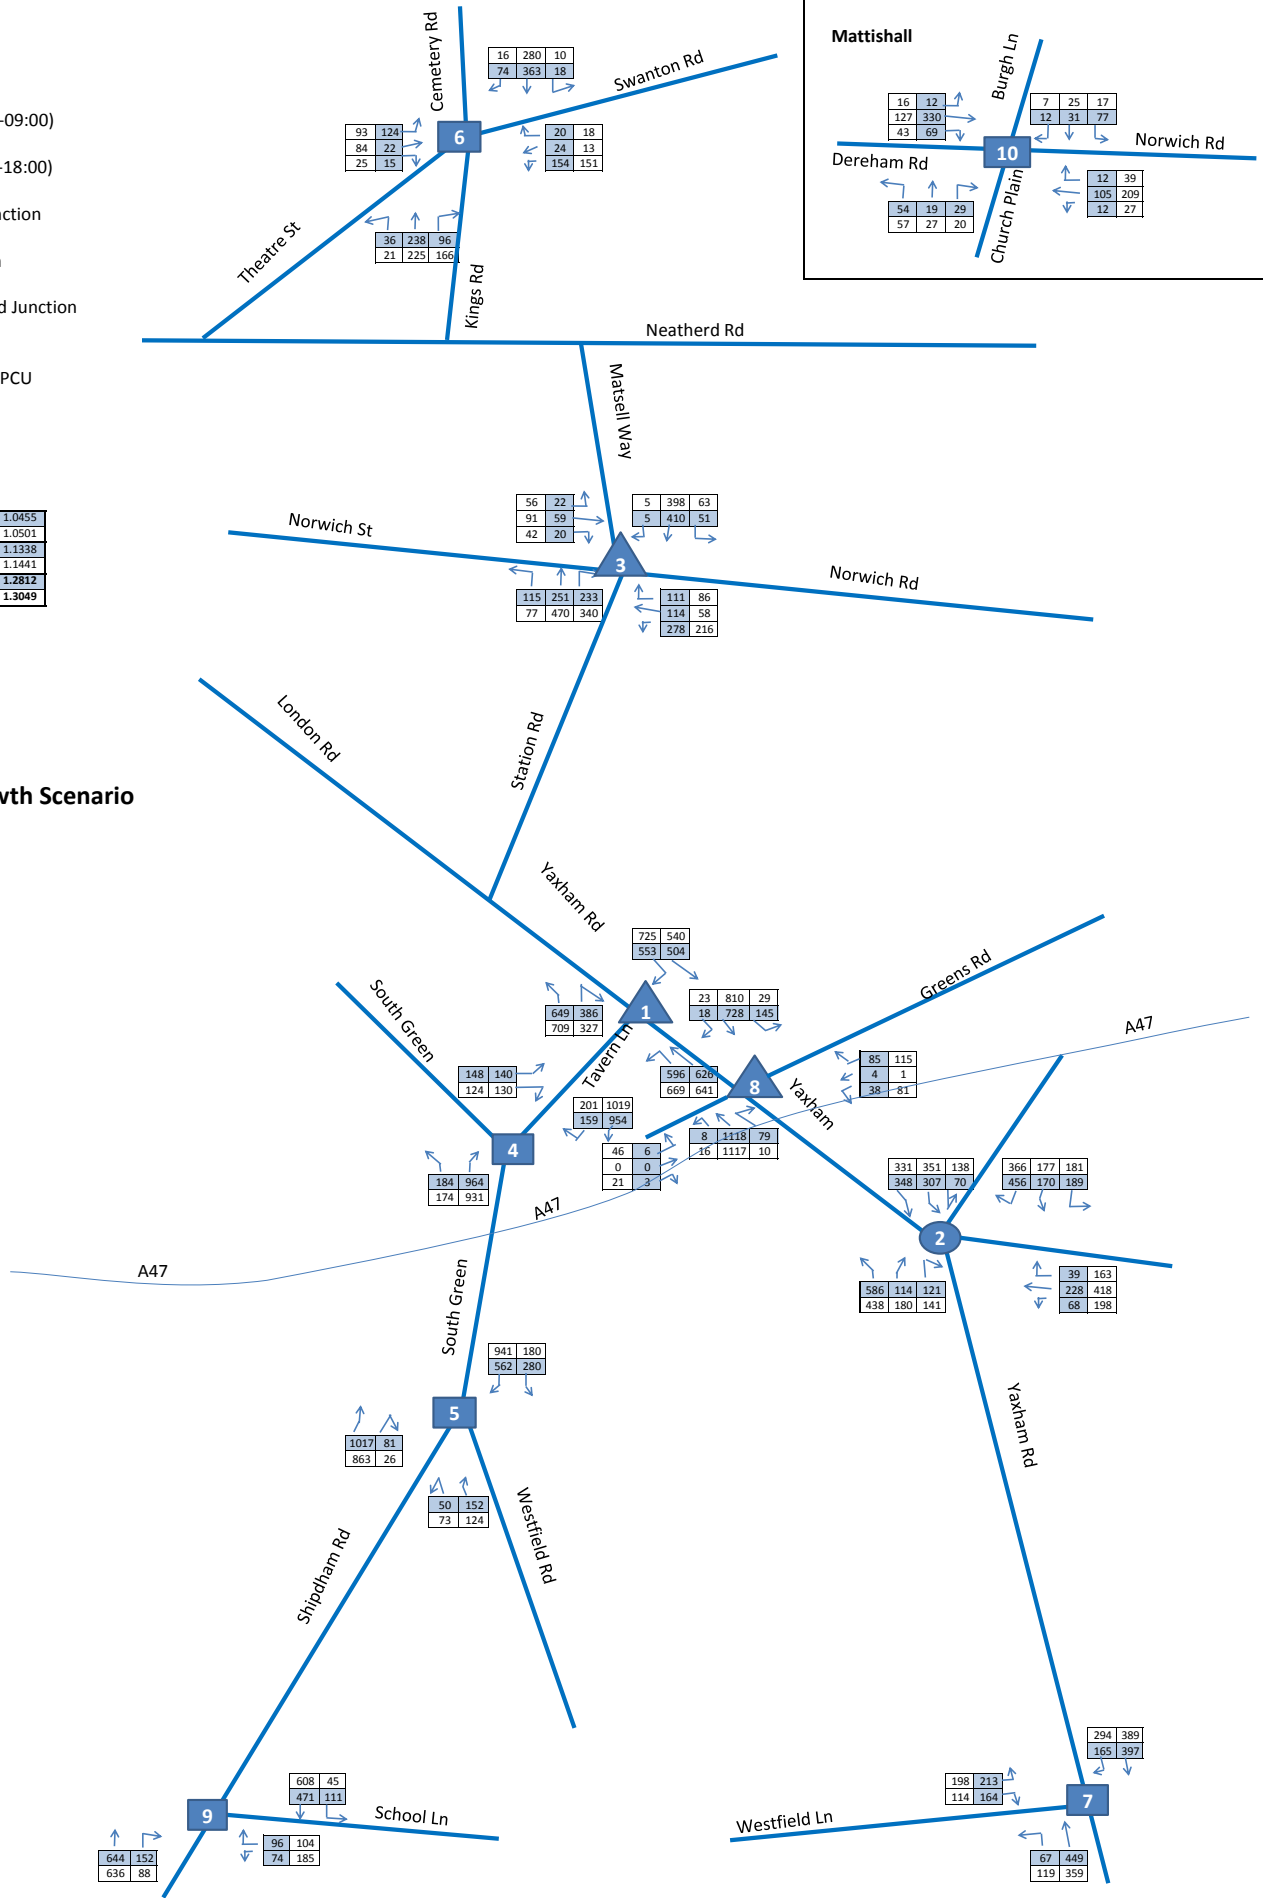 -09:00)
-18:00)
ction
n
d Junction
PCU
1.0455
1.0501
1.1338
1.1441
1.2812
1.3049
vth Scenario
Cemetery Rd
16 280 10
74 363 18
Swanton Rd
93 124
84 22
25 15
6
20 18
24 13
154 151
36 238 96
21 225 166
Theatre St
Kings Rd
Neatherd Rd
Mattishall
Burgh Ln
16 12
127 330
43 69
7 25 17
12 31 77
10
Norwich Rd
Dereham Rd
12 39
105 209
12 27
54 19 29
57 27 20
Church Plain
Matsell Way
56 22
91 59
42 20
5 398 63
5 410 51
Norwich St
3
Norwich Rd
115 251 233
77 470 340
111 86
114 58
278 216
London Rd
Station Rd
Yaxham Rd
725 540
553 504
South Green
649 386
709 327
1
23 810 29
18 728 145
Greens Rd
A47
Tavern Ln
148 140
124 130
596 626
669 641
8
Yaxham
85 115
4 1
38 81
201 1019
159 954
4
46 6
0 0
21 3
8 1118 79
16 1117 10
184 964
174 931
A47
331 351 138
348 307 70
366 177 181
456 170 189
2
A47
586 114 121
438 180 141
39 163
228 418
68 198
South Green
941 180
562 280
5
1017 81
863 26
50 152
73 124
Westfield Rd
Yaxham Rd
Shipdham Rd
294 389
165 397
608 45
471 111
198 213
114 164
9
School Ln
7
Westfield Ln
96 104
74 185
644 152
636 88
67 449
119 359